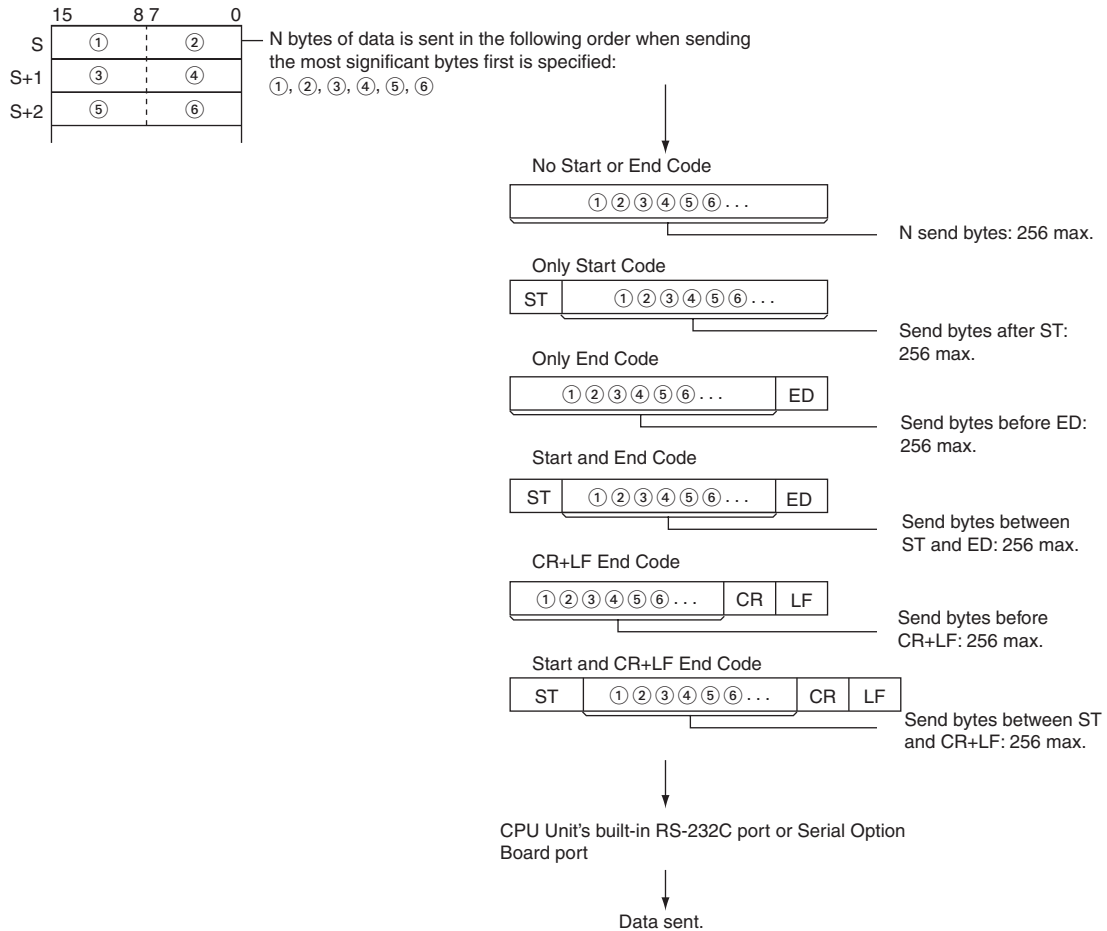 15 8 7 0
S ① ②
S+1 ③ ④
S+2 ⑤ ⑥
N bytes of data is sent in the following order when sending
the most significant bytes first is specified:
①, ②, ③, ④, ⑤, ⑥
No Start or End Code
①②③④⑤⑥...
N send bytes: 256 max.
Only Start Code
ST ①②③④⑤⑥...
Send bytes after ST:
256 max.
Only End Code
①②③④⑤⑥... ED
Send bytes before ED:
256 max.
Start and End Code
ST ①②③④⑤⑥... ED
Send bytes between
ST and ED: 256 max.
CR+LF End Code
①②③④⑤⑥... CR LF
Send bytes before
CR+LF: 256 max.
Start and CR+LF End Code
ST ①②③④⑤⑥... CR LF
Send bytes between ST
and CR+LF: 256 max.
CPU Unit's built-in RS-232C port or Serial Option
Board port
Data sent.